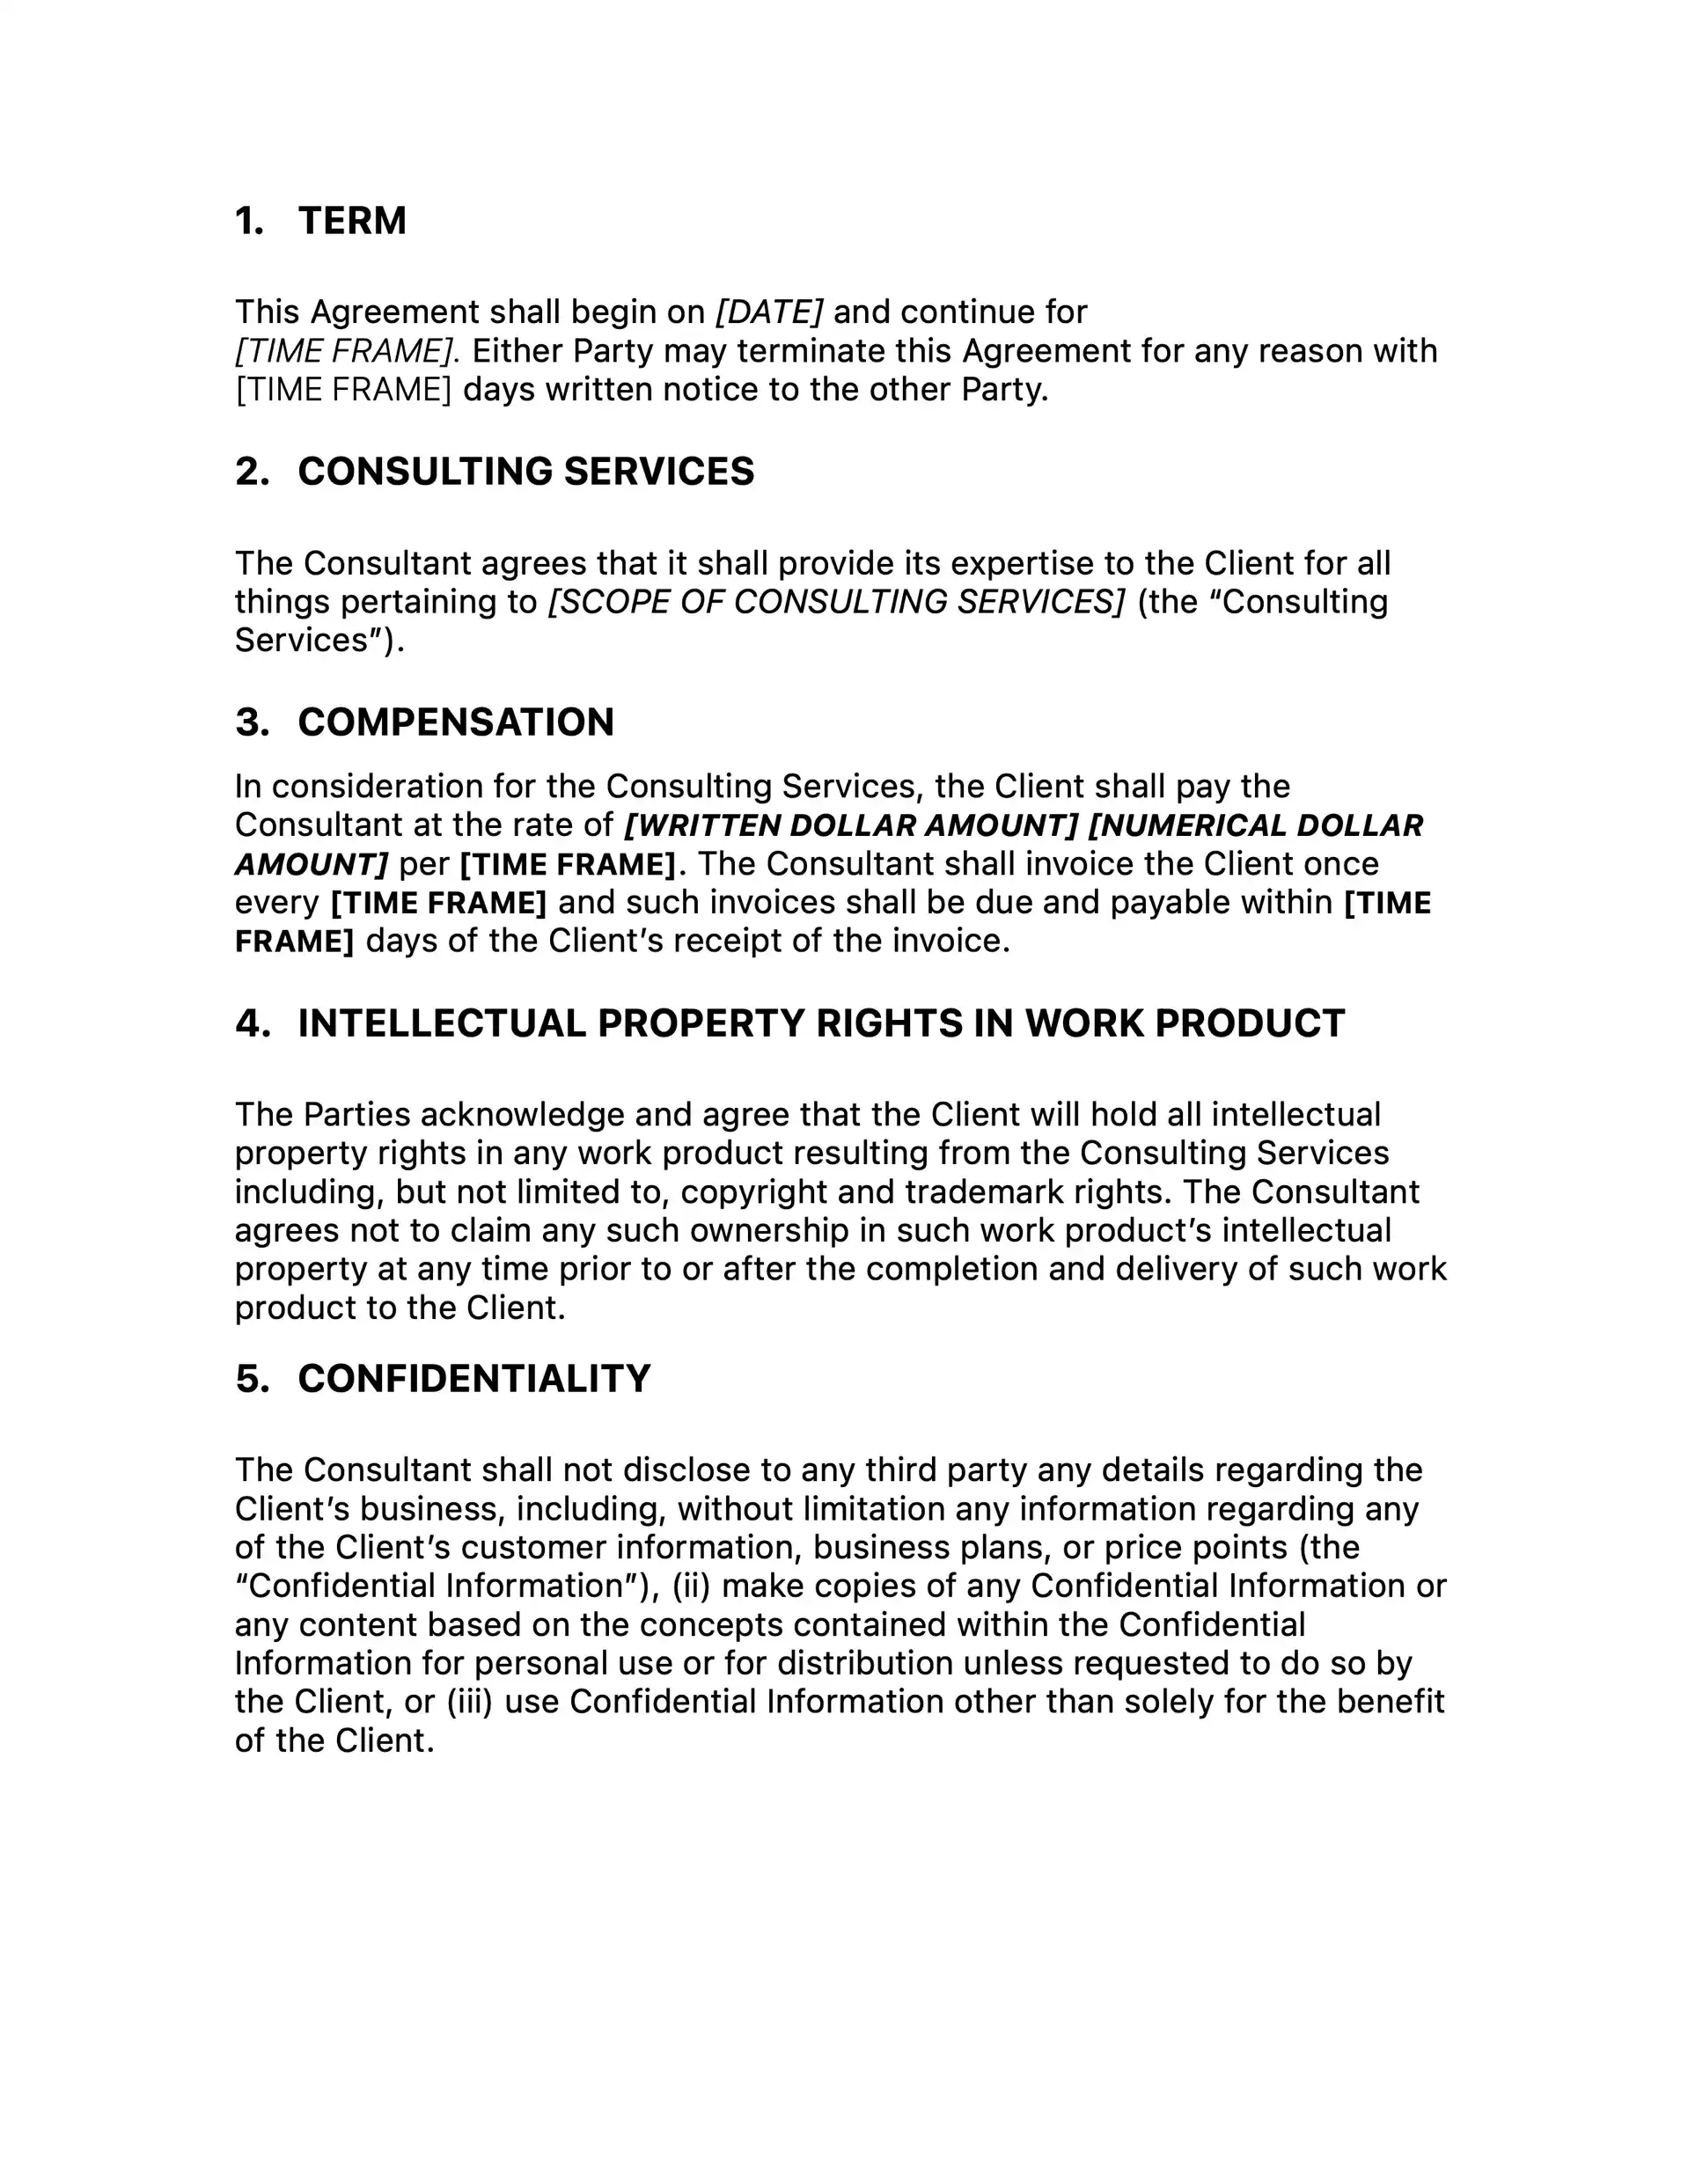 1. TERM
This Agreement shall begin on [DATE] and continue for
[TIME FRAME]. Either Party may terminate this Agreement for any reason with
[TIME FRAME] days written notice to the other Party.
2. CONSULTING SERVICES
The Consultant agrees that it shall provide its expertise to the Client for all
things pertaining to [SCOPE OF CONSULTING SERVICES] (the “Consulting
Services”).
3. COMPENSATION
In consideration for the Consulting Services, the Client shall pay the
Consultant at the rate of [WRITTEN DOLLAR AMOUNT] [NUMERICAL DOLLAR
AMOUNT] per [TIME FRAME]. The Consultant shall invoice the Client once
every [TIME FRAME] and such invoices shall be due and payable within [TIME
FRAME] days of the Client’s receipt of the invoice.
4. INTELLECTUAL PROPERTY RIGHTS IN WORK PRODUCT
The Parties acknowledge and agree that the Client will hold all intellectual
property rights in any work product resulting from the Consulting Services
including, but not limited to, copyright and trademark rights. The Consultant
agrees not to claim any such ownership in such work product’s intellectual
property at any time prior to or after the completion and delivery of such work
product to the Client.
5. CONFIDENTIALITY
The Consultant shall not disclose to any third party any details regarding the
Client’s business, including, without limitation any information regarding any
of the Client’s customer information, business plans, or price points (the
“Confidential Information”), (ii) make copies of any Confidential Information or
any content based on the concepts contained within the Confidential
Information for personal use or for distribution unless requested to do so by
the Client, or (iii) use Confidential Information other than solely for the benefit
of the Client.